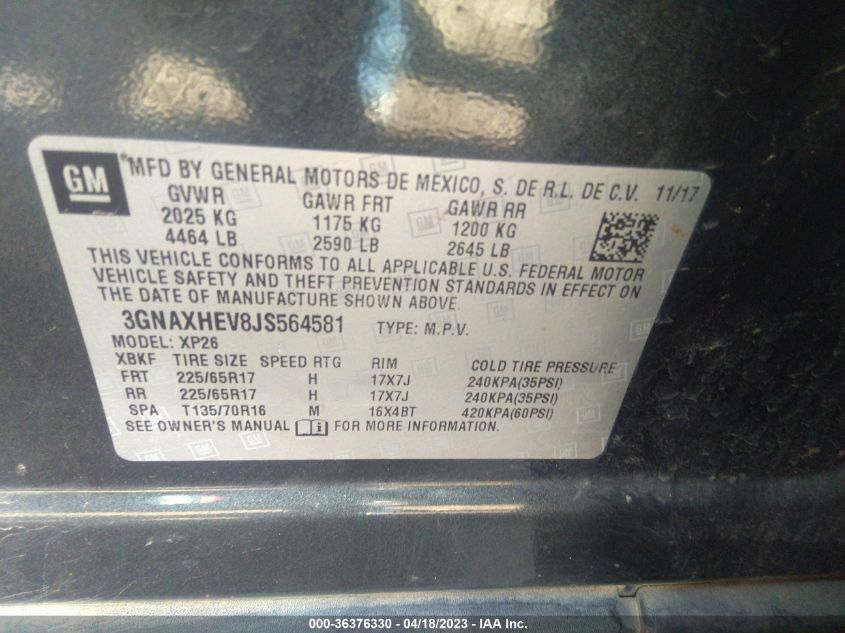 GM
*MFD BY GENERAL MOTORS DE MEXICO, S. DE R.L. DE C.V. 11/17
GVWR GAWR FRT GAWR RR
2025 KG 1175 KG 1200 KG
4464 LB 2590 LB 2645 LB
THIS VEHICLE CONFORMS TO ALL APPLICABLE U.S. FEDERAL MOTOR
VEHICLE SAFETY AND THEFT PREVENTION STANDARDS IN EFFECT ON
THE DATE OF MANUFACTURE SHOWN ABOVE.
3GNAXHEV8JS564581 TYPE: M.P.V.
MODEL: XP26
XBKF TIRE SIZE SPEED RTG RIM COLD TIRE PRESSURE
FRT 225/65R17 H 17X7J 240KPA(35PSI)
RR 225/65R17 H 17X7J 240KPA(35PSI)
SPA T135/70R16 M 16X4BT 420KPA(60PSI)
SEE OWNER'S MANUAL i FOR MORE INFORMATION.
000-36376330 - 04/18/2023 - IAA Inc.